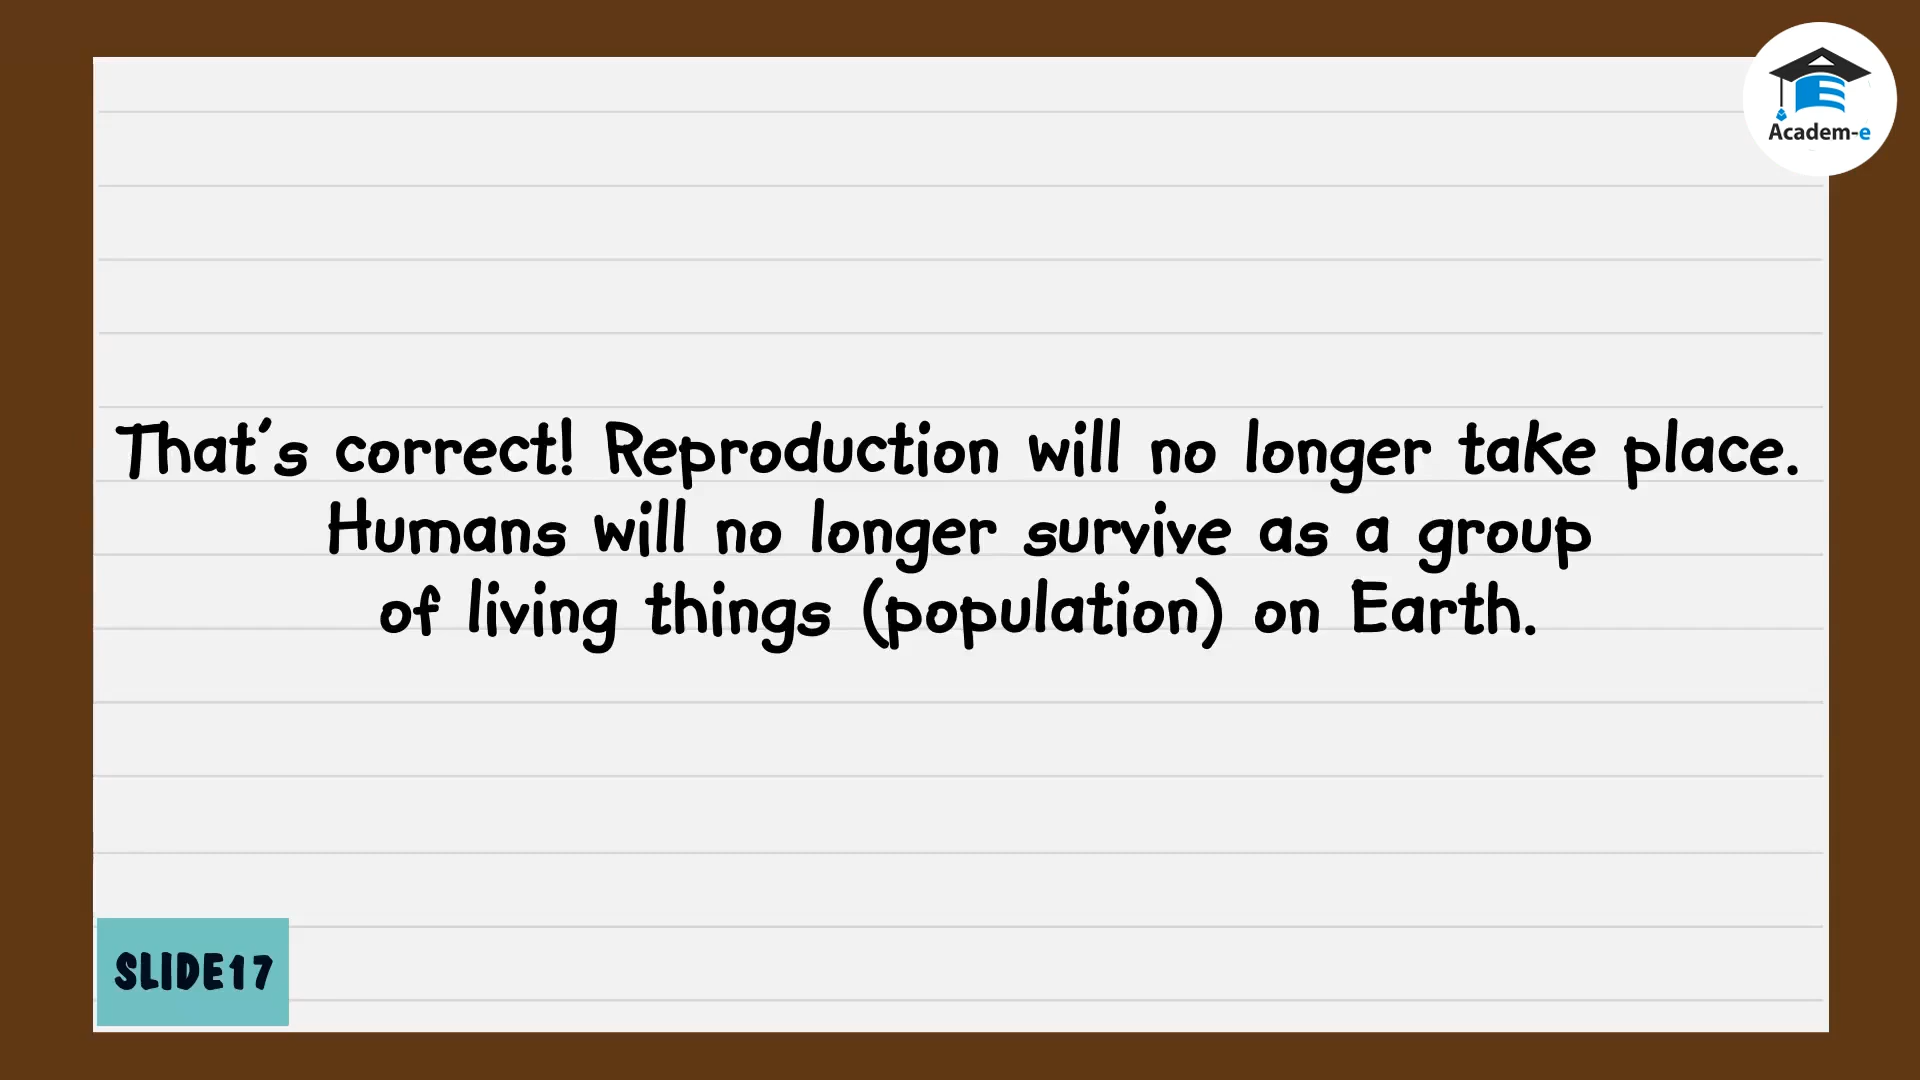 Academ-e
That's correct! Reproduction will no longer take place.
Humans will no longer survive as a group
of living things (population) on Earth.
SLIDE17